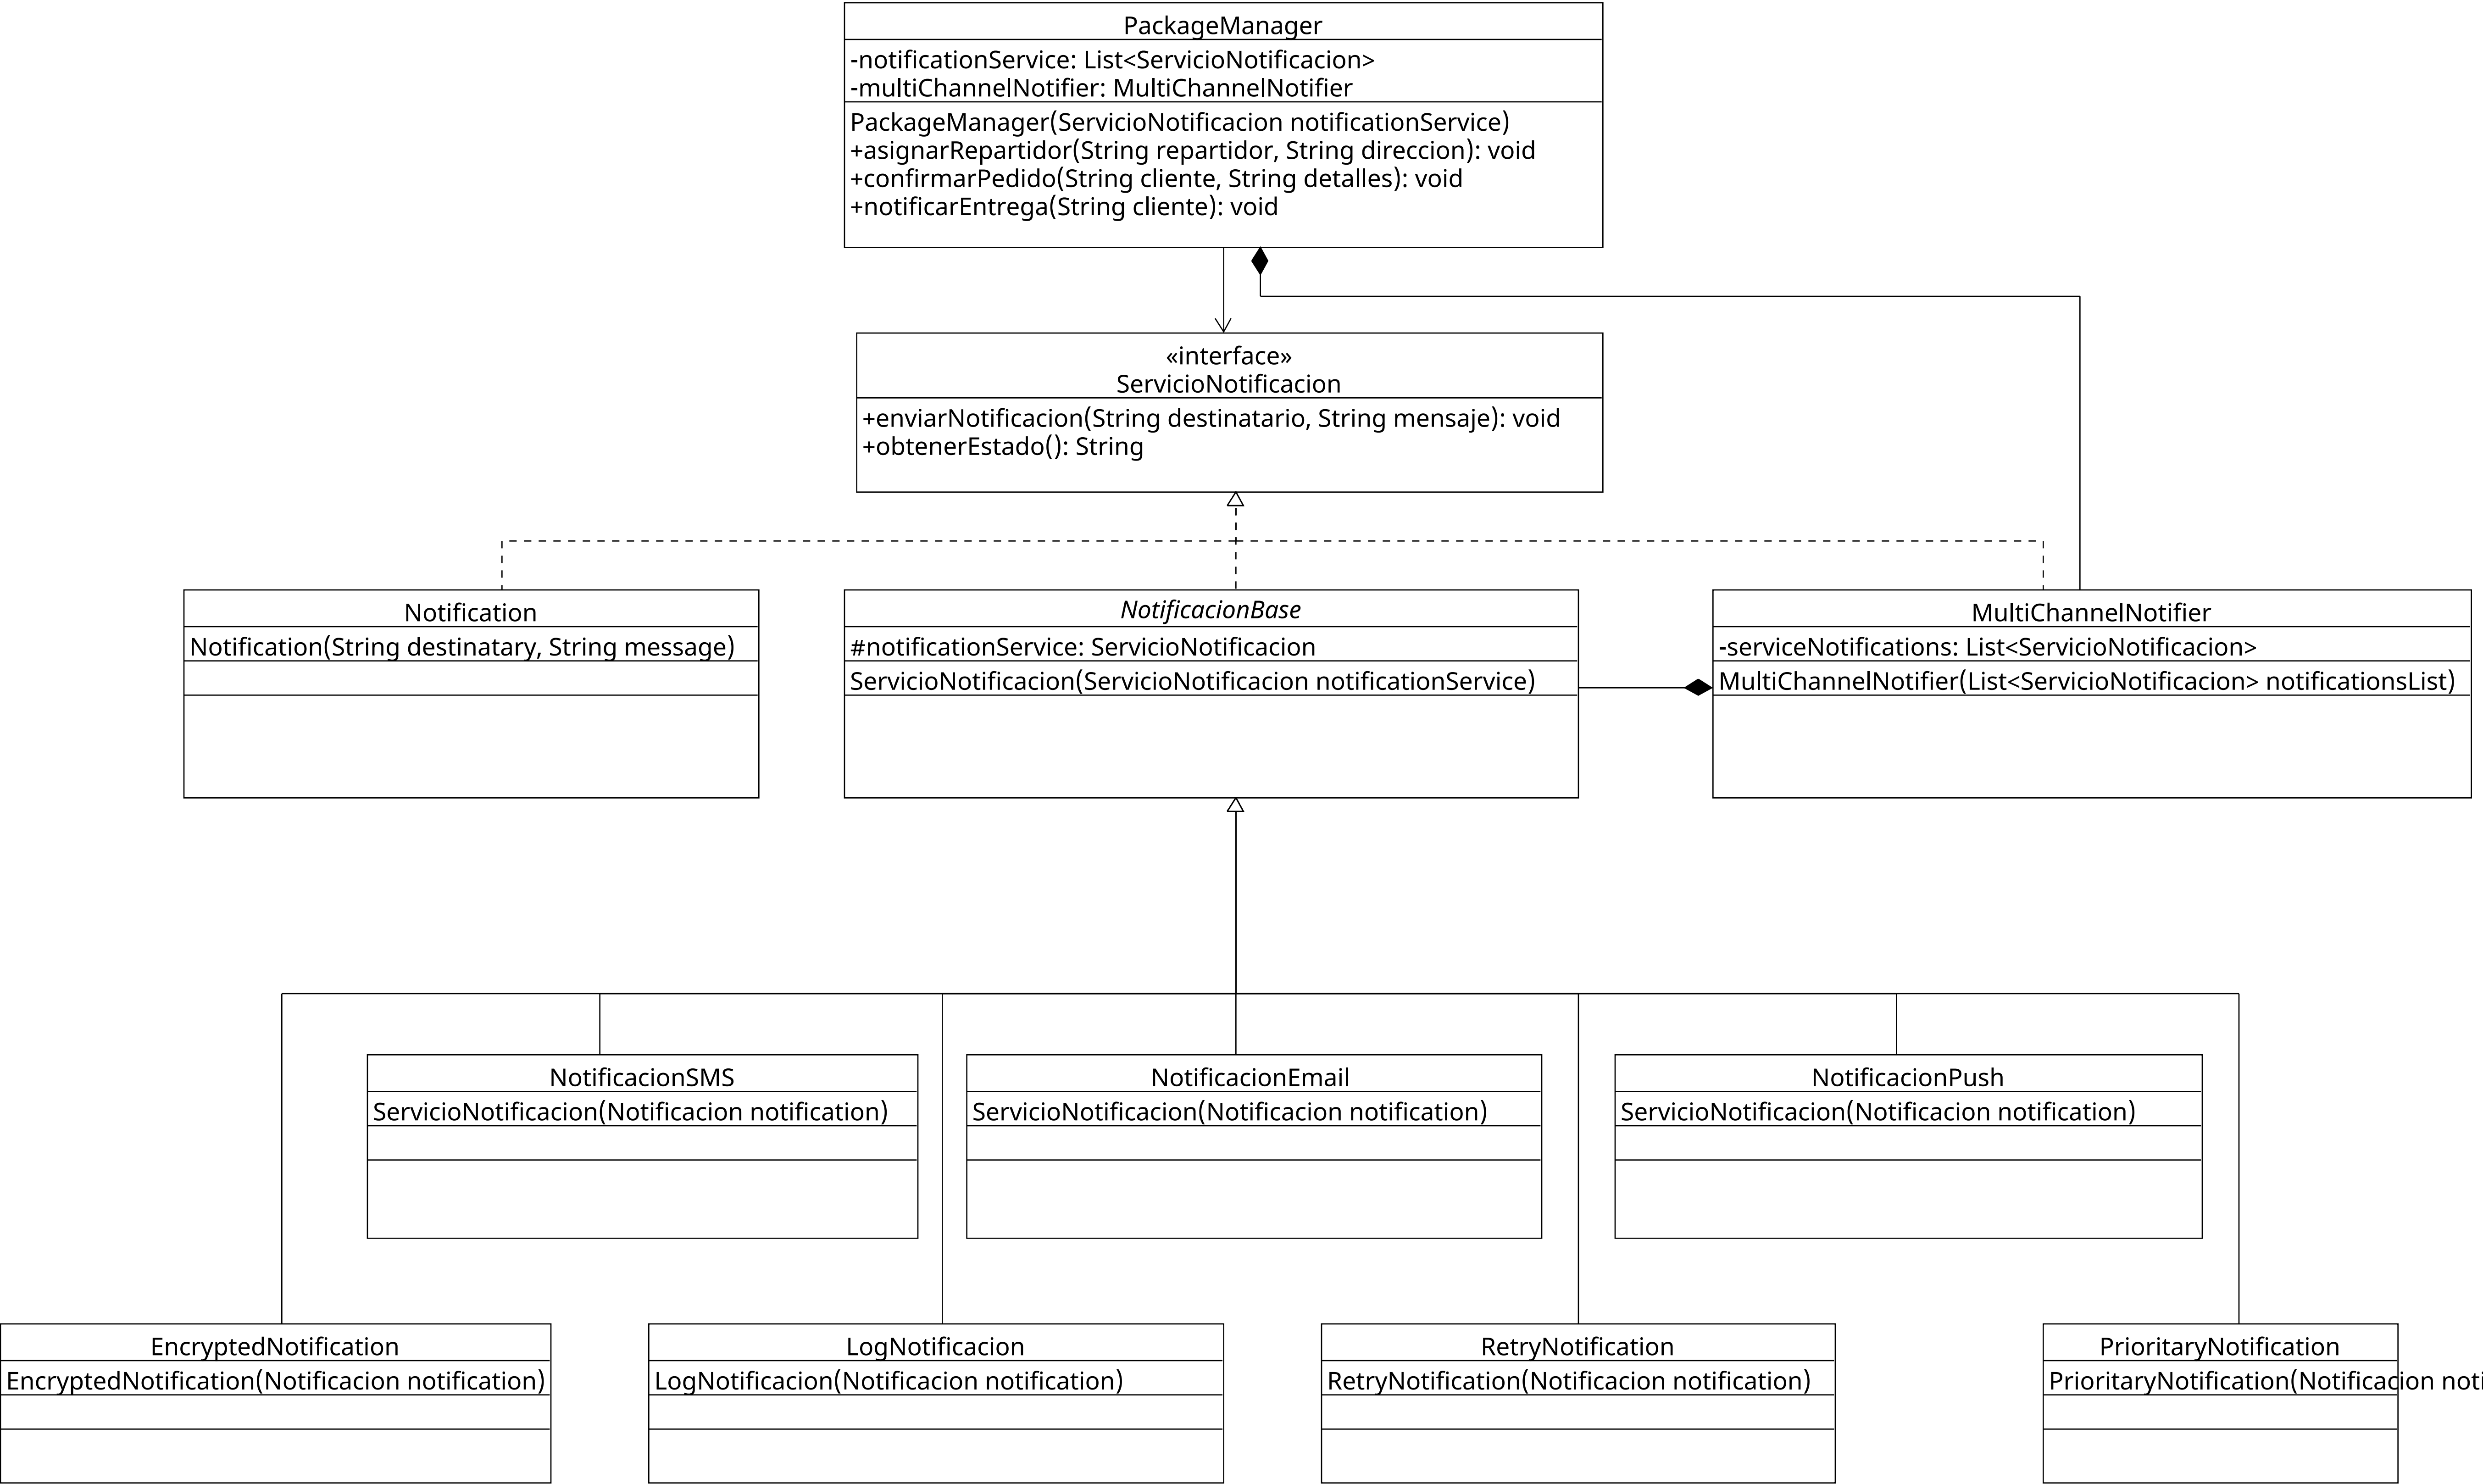 PackageManager
-notificationService: List<ServicioNotificacion>
-multiChannelNotifier: MultiChannelNotifier
PackageManager(ServicioNotificacion notificationService)
+asignarRepartidor(String repartidor, String direccion): void
+confirmarPedido(String cliente, String detalles): void
+notificarEntrega(String cliente): void
«interface»
ServicioNotificacion
+enviarNotificacion(String destinatario, String mensaje): void
+obtenerEstado(): String
Notification
Notification(String destinatary, String message)
NotificacionBase
#notificationService: ServicioNotificacion
ServicioNotificacion(ServicioNotificacion notificationService)
MultiChannelNotifier
-serviceNotifications: List<ServicioNotificacion>
MultiChannelNotifier(List<ServicioNotificacion> notificationsList)
NotificacionSMS
ServicioNotificacion(Notificacion notification)
NotificacionEmail
ServicioNotificacion(Notificacion notification)
NotificacionPush
ServicioNotificacion(Notificacion notification)
EncryptedNotification
EncryptedNotification(Notificacion notification)
LogNotificacion
LogNotificacion(Notificacion notification)
RetryNotification
RetryNotification(Notificacion notification)
PrioritaryNotification
PrioritaryNotification(Notificacion noti